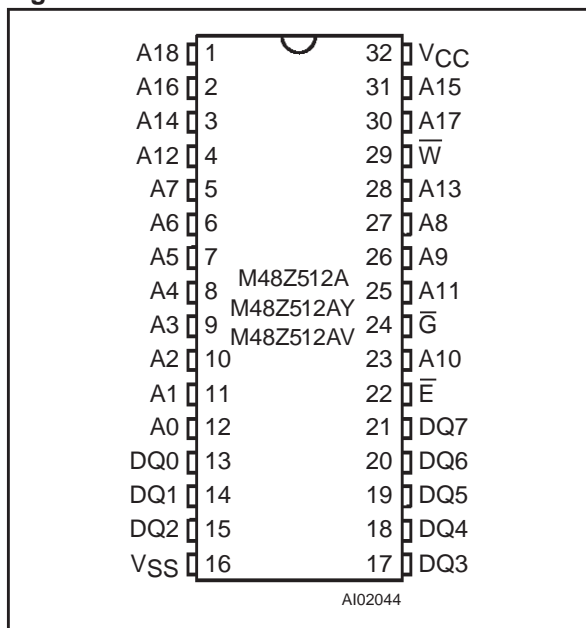 A18 1 32 VCC
A16 2 31 A15
A14 3 30 A17
A12 4 29 W̅
A7 5 28 A13
A6 6 27 A8
A5 7 26 A9
A4 8 M48Z512A 25 A11
A3 9 M48Z512AY 24 G̅
A2 10 M48Z512AV 23 A10
A1 11 22 E̅
A0 12 21 DQ7
DQ0 13 20 DQ6
DQ1 14 19 DQ5
DQ2 15 18 DQ4
VSS 16 17 DQ3
AI02044